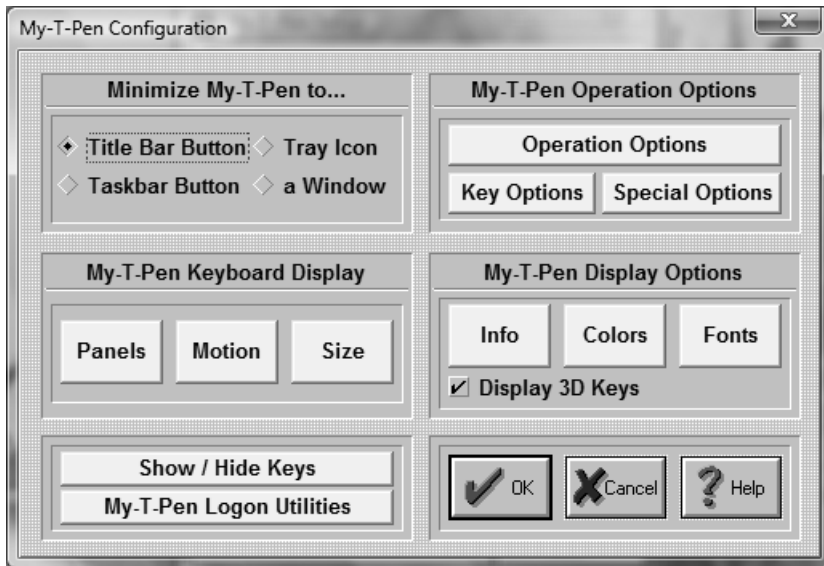 My-T-Pen Configuration
Minimize My-T-Pen to...
Title Bar Button
Tray Icon
Taskbar Button
a Window
My-T-Pen Operation Options
Operation Options
Key Options
Special Options
My-T-Pen Keyboard Display
Panels
Motion
Size
My-T-Pen Display Options
Info
Colors
Fonts
Display 3D Keys
Show / Hide Keys
My-T-Pen Logon Utilities
OK
Cancel
Help